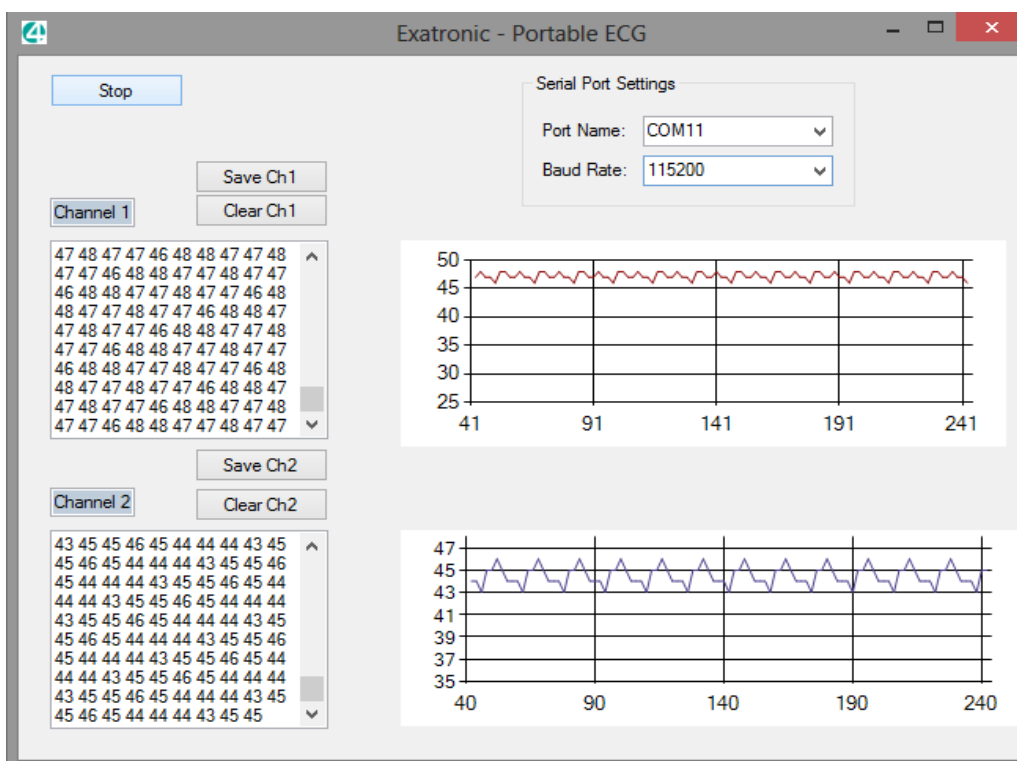 Exatronic - Portable ECG
Stop
Serial Port Settings
Port Name: COM11
Baud Rate: 115200
Save Ch1
Channel 1
Clear Ch1
47 48 47 47 46 48 48 47 47 48
47 47 46 48 48 47 47 48 47 47
46 48 48 47 47 48 47 47 46 48
48 47 47 48 47 47 46 48 48 47
47 48 47 47 46 48 48 47 47 48
47 47 46 48 48 47 47 48 47 47
46 48 48 47 47 48 47 47 46 48
48 47 47 48 47 47 46 48 48 47
47 48 47 47 46 48 48 47 47 48
47 47 46 48 48 47 47 48 47 47
50
45
40
35
30
25
41 91 141 191 241
Save Ch2
Channel 2
Clear Ch2
43 45 45 46 45 44 44 44 43 45
45 46 45 44 44 44 43 45 45 46
45 44 44 44 43 45 45 46 45 44
44 44 43 45 45 46 45 44 44 44
43 45 45 46 45 44 44 44 43 45
45 46 45 44 44 44 43 45 45 46
45 44 44 44 43 45 45 46 45 44
44 44 43 45 45 46 45 44 44 44
43 45 45 46 45 44 44 44 43 45
45 46 45 44 44 44 43 45 45
47
45
43
41
39
37
35
40 90 140 190 240